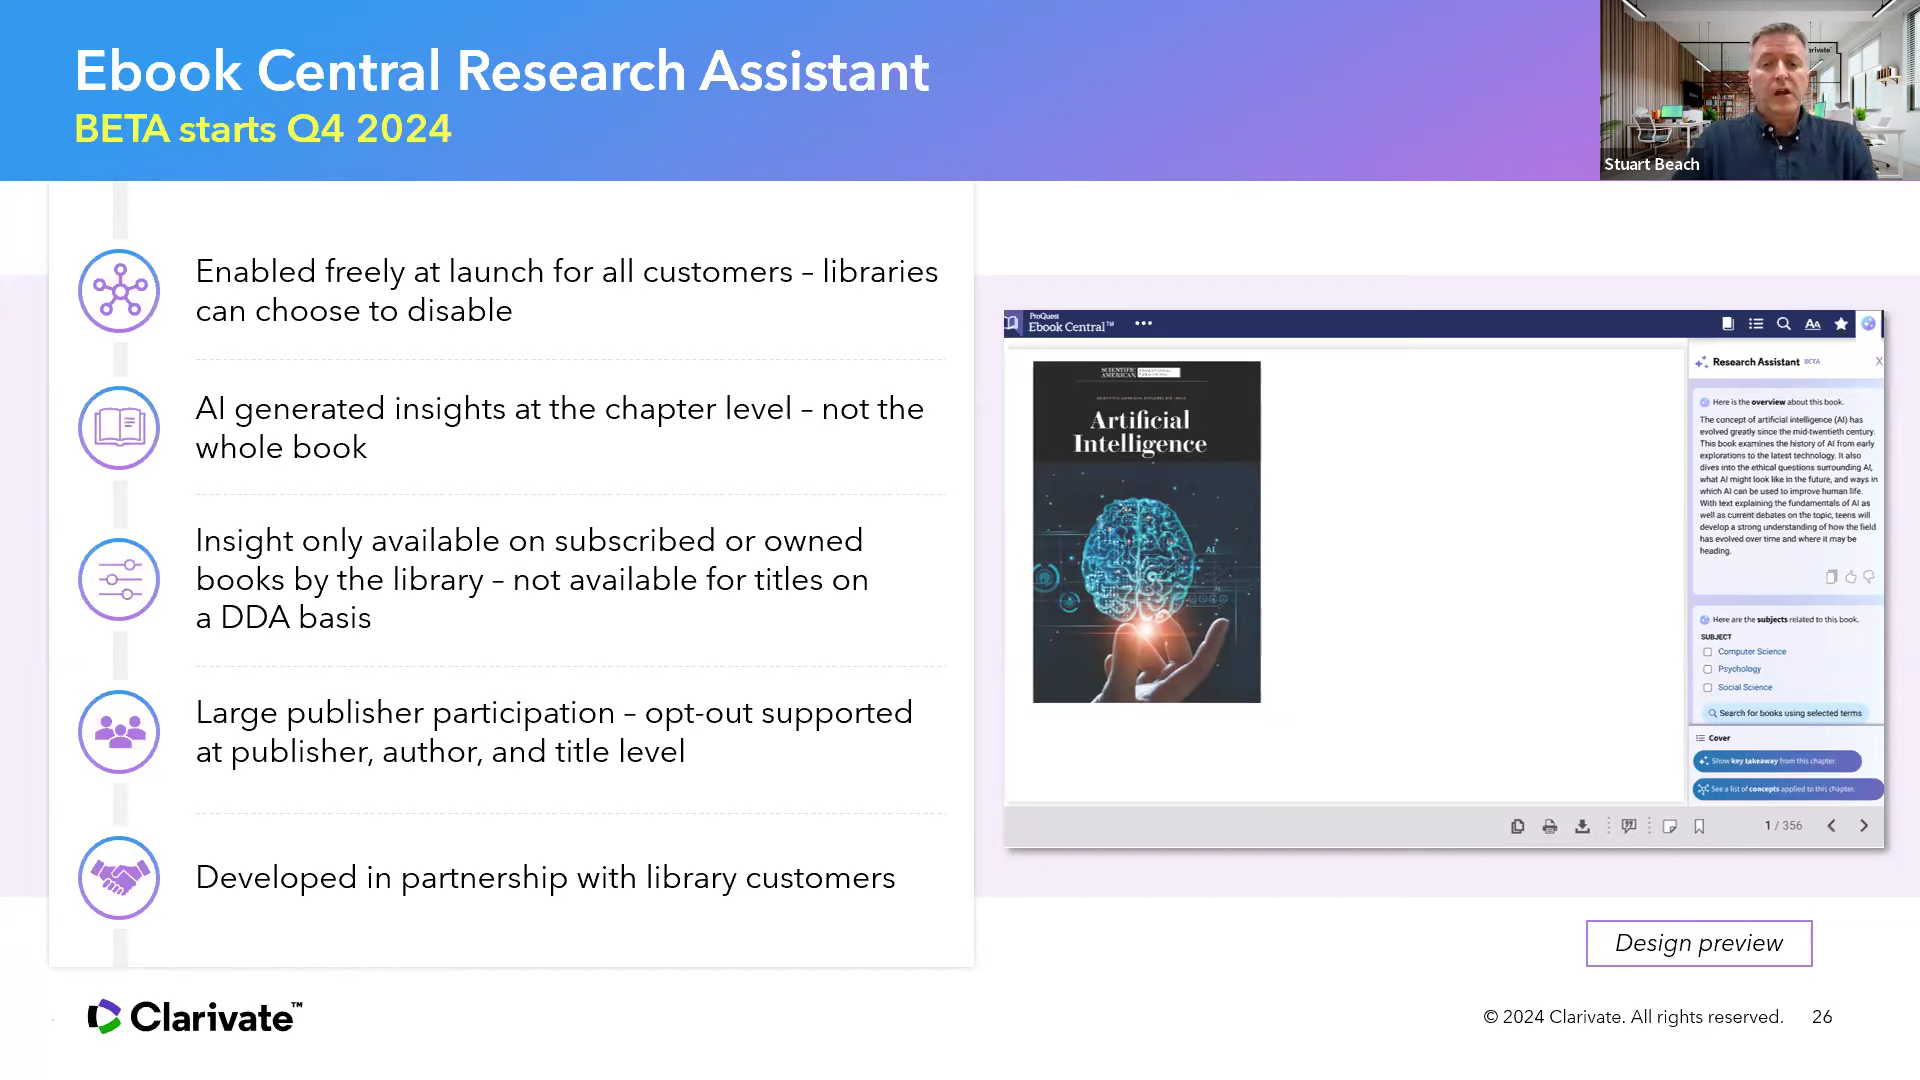 Ebook Central Research Assistant
BETA starts Q4 2024
Stuart Beach
Enabled freely at launch for all customers – libraries
can choose to disable
AI generated insights at the chapter level – not the
whole book
Insight only available on subscribed or owned
books by the library – not available for titles on
a DDA basis
Large publisher participation – opt-out supported
at publisher, author, and title level
Developed in partnership with library customers
ProQuest
Ebook Central™
SCIENTIFIC
AMERICAN
Artificial
Intelligence
AI
Research Assistant BETA
Here is the overview about this book.
The concept of artificial intelligence (AI) has
evolved greatly since the mid-twentieth century.
This book examines the history of AI from early
explorations to the latest technology. It also
dives into the ethical questions surrounding AI,
what AI might look like in the future, and ways in
which AI can be used to improve human life.
With text explaining the fundamentals of AI as
well as current debates on the topic, teens will
develop a strong understanding of how the field
has evolved over time and where it may be
heading.
Here are the subjects related to this book.
SUBJECT
Computer Science
Psychology
Social Science
Search for books using selected terms
Cover
Show key takeaway from this chapter.
See a list of concepts applied to this chapter.
1 / 356
Design preview
Clarivate™
© 2024 Clarivate. All rights reserved. 26